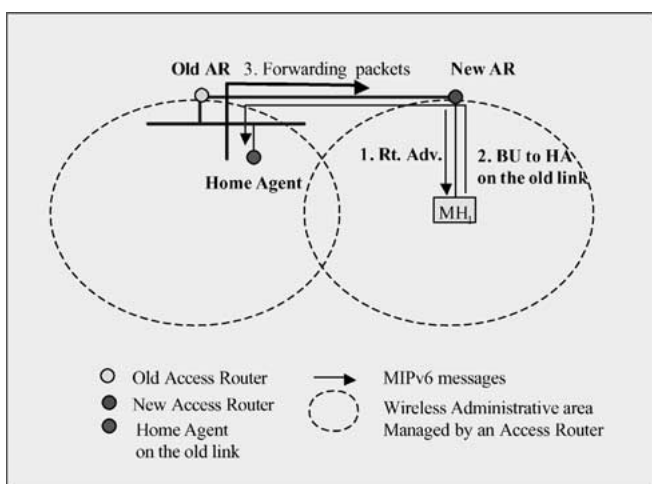 Old AR 3. Forwarding packets New AR
1. Rt. Adv. 2. BU to HA
on the old link
Home Agent
MH1
Old Access Router
New Access Router
Home Agent
on the old link
MIPv6 messages
Wireless Administrative area
Managed by an Access Router